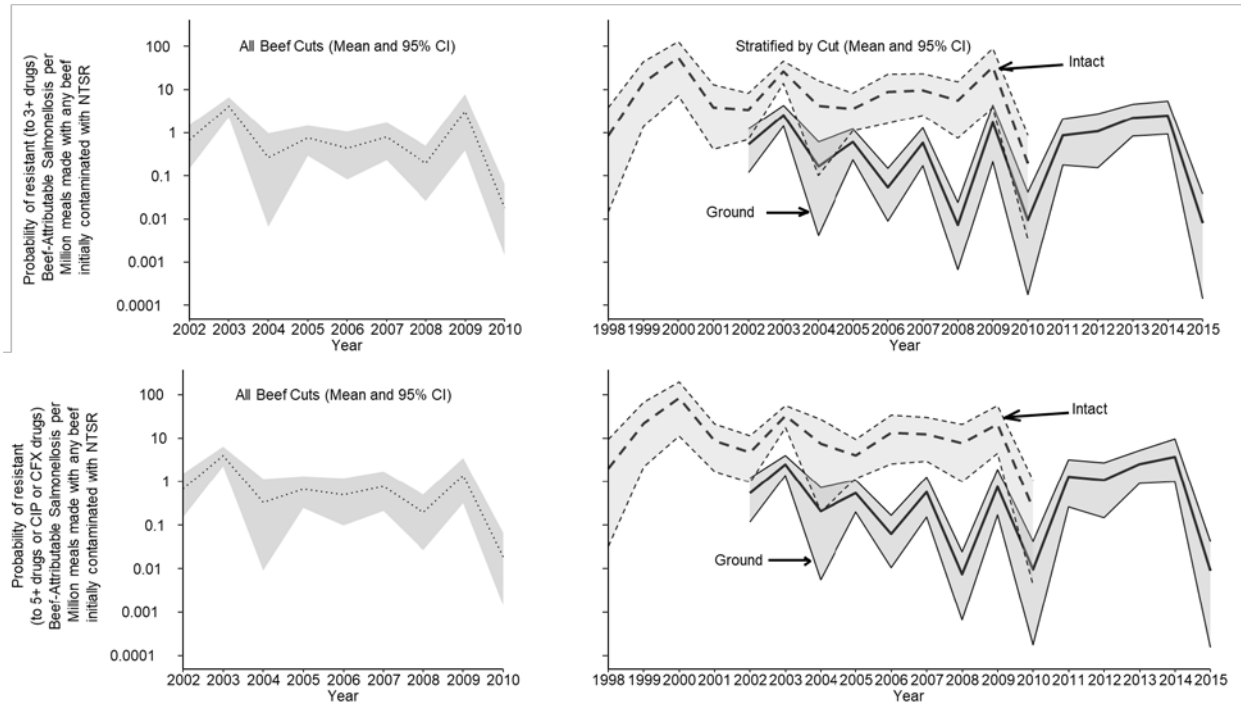 Probability of resistant (to 3+ drugs)
Beef-Attributable Salmonellosis per
Million meals made with any beef
initially contaminated with NTSR
All Beef Cuts (Mean and 95% CI)
100
10
1
0.1
0.01
0.001
0.0001
2002 2003 2004 2005 2006 2007 2008 2009 2010
Year
Stratified by Cut (Mean and 95% CI)
Intact
Ground
1998 1999 2000 2001 2002 2003 2004 2005 2006 2007 2008 2009 2010 2011 2012 2013 2014 2015
Year
Probability of resistant
(to 5+ drugs or CIP or CFX drugs)
Beef-Attributable Salmonellosis per
Million meals made with any beef
initially contaminated with NTSR
All Beef Cuts (Mean and 95% CI)
100
10
1
0.1
0.01
0.001
0.0001
2002 2003 2004 2005 2006 2007 2008 2009 2010
Year
Intact
Ground
1998 1999 2000 2001 2002 2003 2004 2005 2006 2007 2008 2009 2010 2011 2012 2013 2014 2015
Year